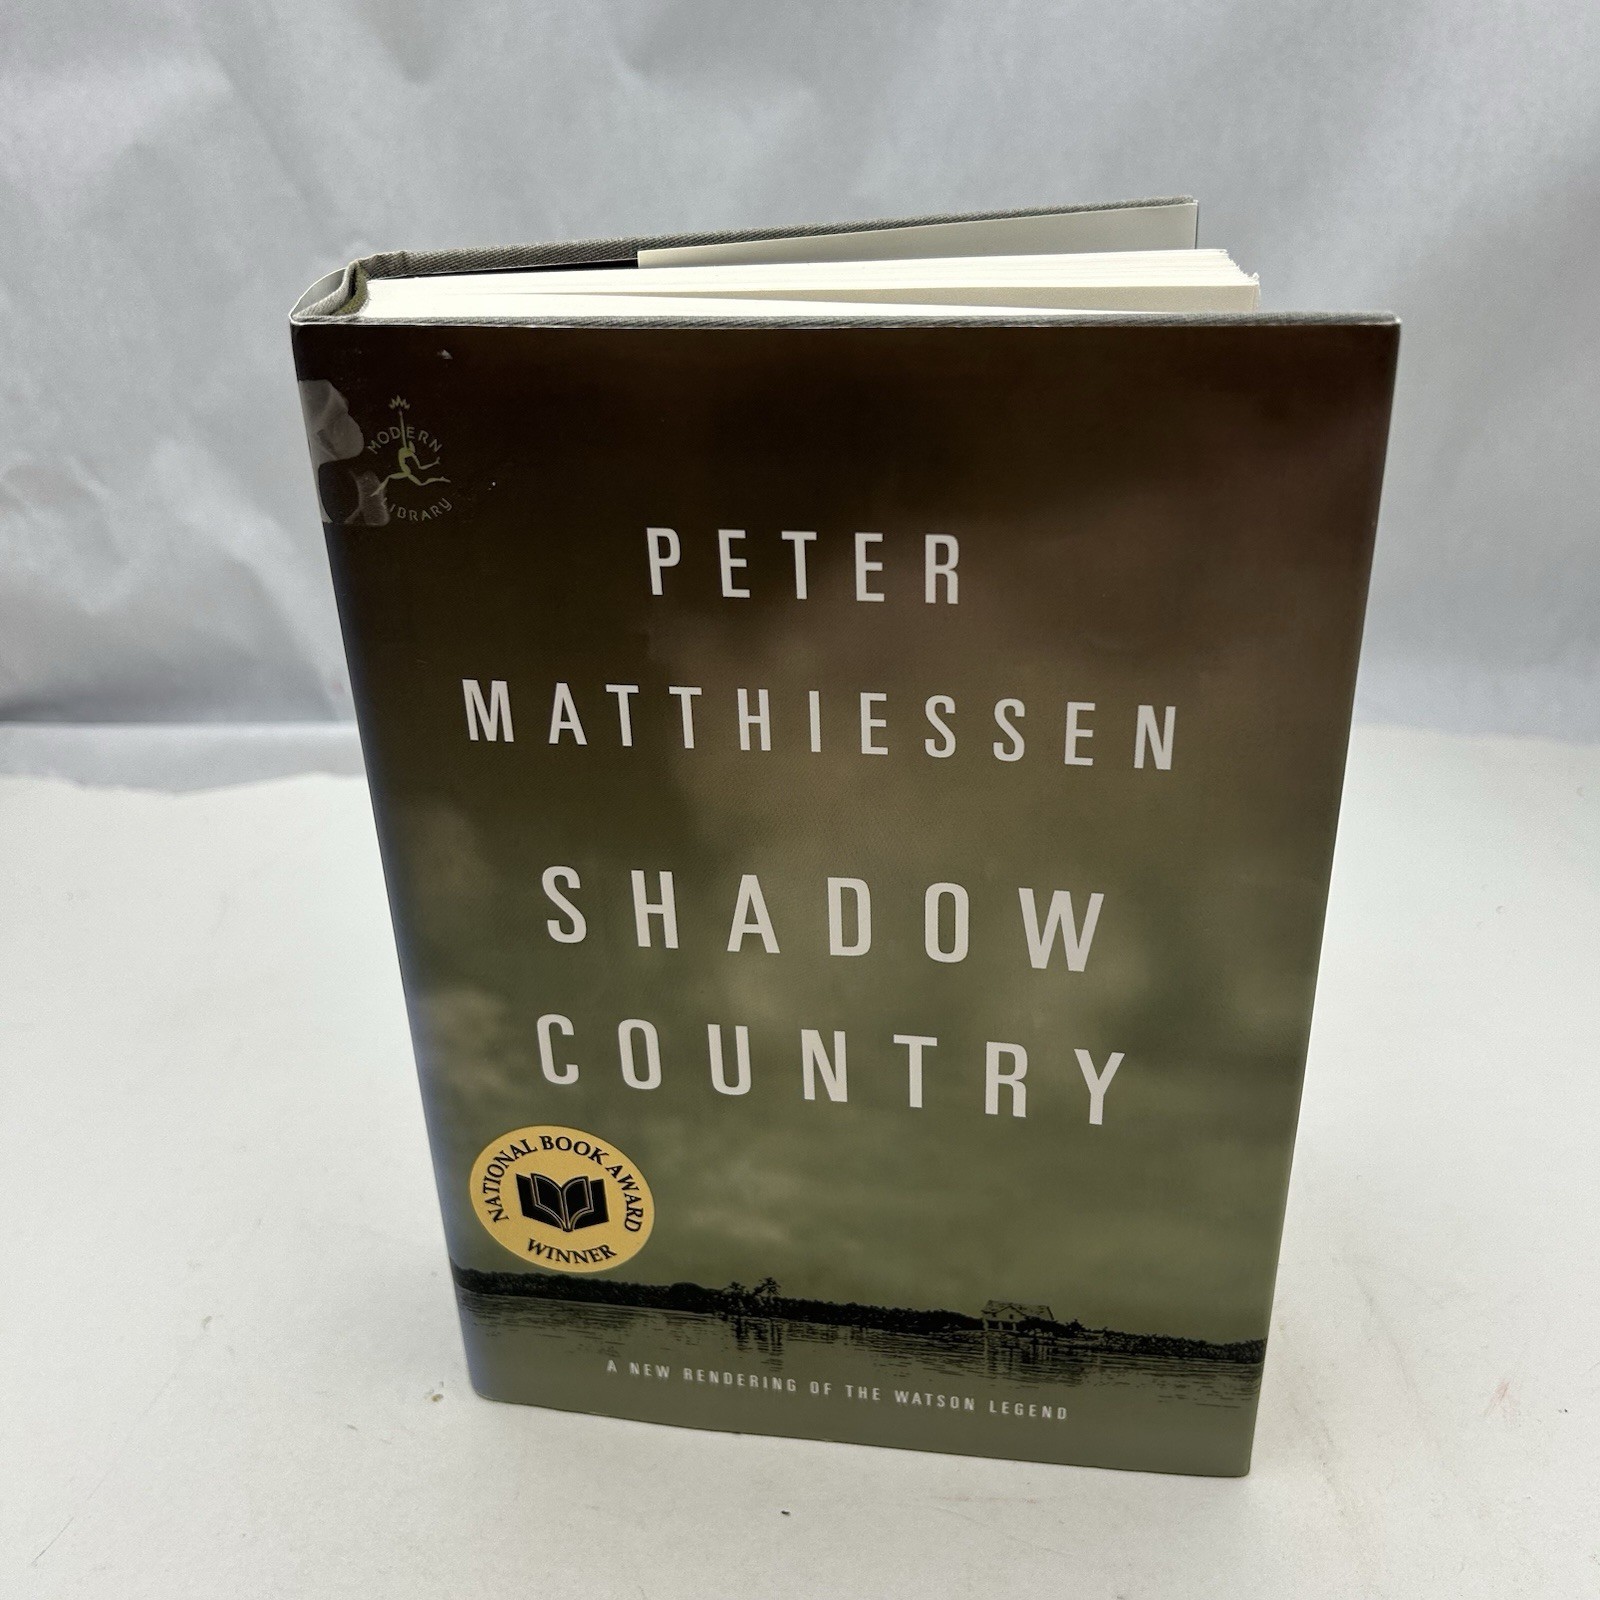 MODERN
LIBRARY
PETER
MATTHIESSEN
SHADOW
COUNTRY
NATIONAL BOOK AWARD
WINNER
A NEW RENDERING OF THE WATSON LEGEND